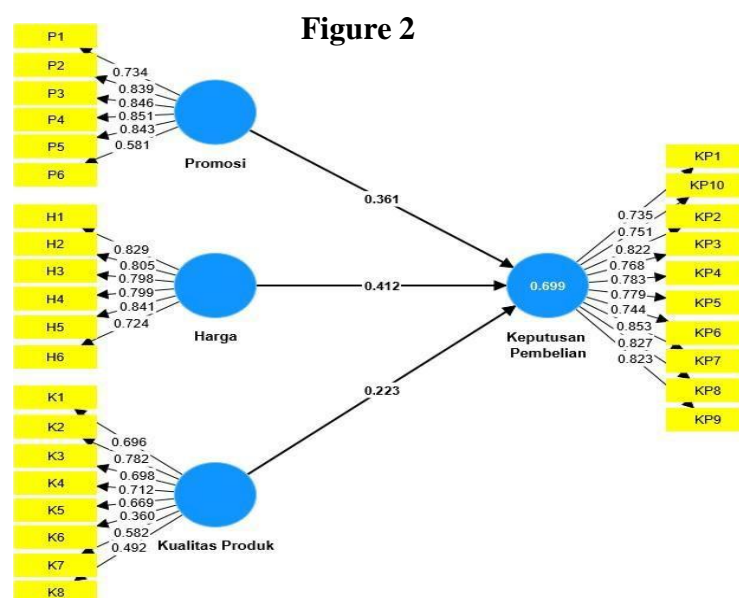 Figure 2
P1
P2
P3
P4
P5
P6
0.734
0.839
0.846
0.851
0.843
0.581
Promosi
H1
H2
H3
H4
H5
H6
0.829
0.805
0.798
0.799
0.841
0.724
Harga
K1
K2
K3
K4
K5
K6
K7
K8
0.696
0.782
0.698
0.712
0.669
0.360
0.582
0.492
Kualitas Produk
0.361
0.412
0.223
0.699
Keputusan
Pembelian
0.735
0.751
0.822
0.768
0.783
0.779
0.744
0.853
0.827
0.823
KP1
KP10
KP2
KP3
KP4
KP5
KP6
KP7
KP8
KP9